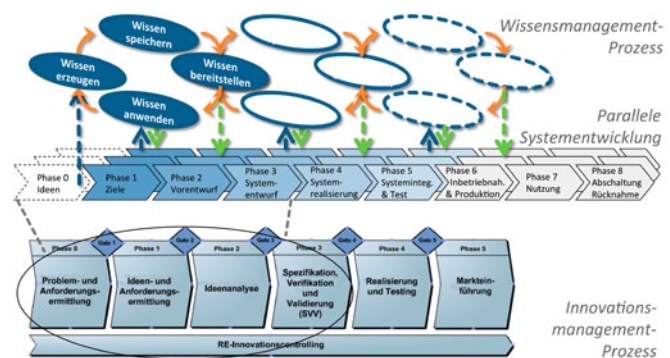 Wissensmanagement-
Prozess
Wissen
speichern
Wissen
erzeugen
Wissen
bereitstellen
Wissen
anwenden
Parallele
Systementwicklung
Phase 0
Ideen
Phase 1
Ziele
Phase 2
Vorentwurf
Phase 3
System-
entwurf
Phase 4
System-
realisierung
Phase 5
Systeminteg.
& Test
Phase 6
Inbetriebnah.
& Produktion
Phase 7
Nutzung
Phase 8
Abschaltung
Rücknahme
Phase 0
Gate 1
Phase 1
Gate 2
Phase 2
Gate 3
Phase 3
Gate 4
Phase 4
Gate 5
Phase 5
Problem- und
Anforderungs-
ermittlung
Ideen- und
Anforderungs-
ermittlung
Ideenanalyse
Spezifikation,
Verifikation
und
Validierung
(SVV)
Realisierung
und Testing
Marktein-
führung
RE-Innovationscontrolling
Innovations-
management-
Prozess